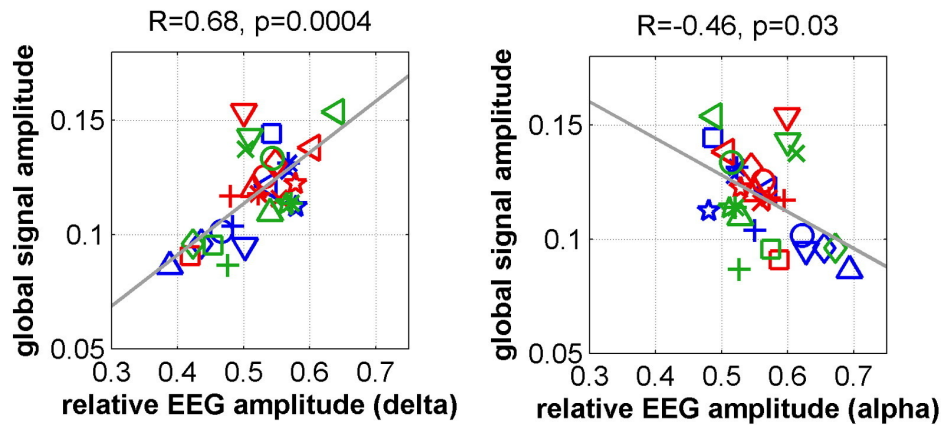 R=0.68, p=0.0004
global signal amplitude
0.15
0.1
0.05
0.3 0.4 0.5 0.6 0.7
relative EEG amplitude (delta)
R=-0.46, p=0.03
global signal amplitude
0.15
0.1
0.05
0.3 0.4 0.5 0.6 0.7
relative EEG amplitude (alpha)